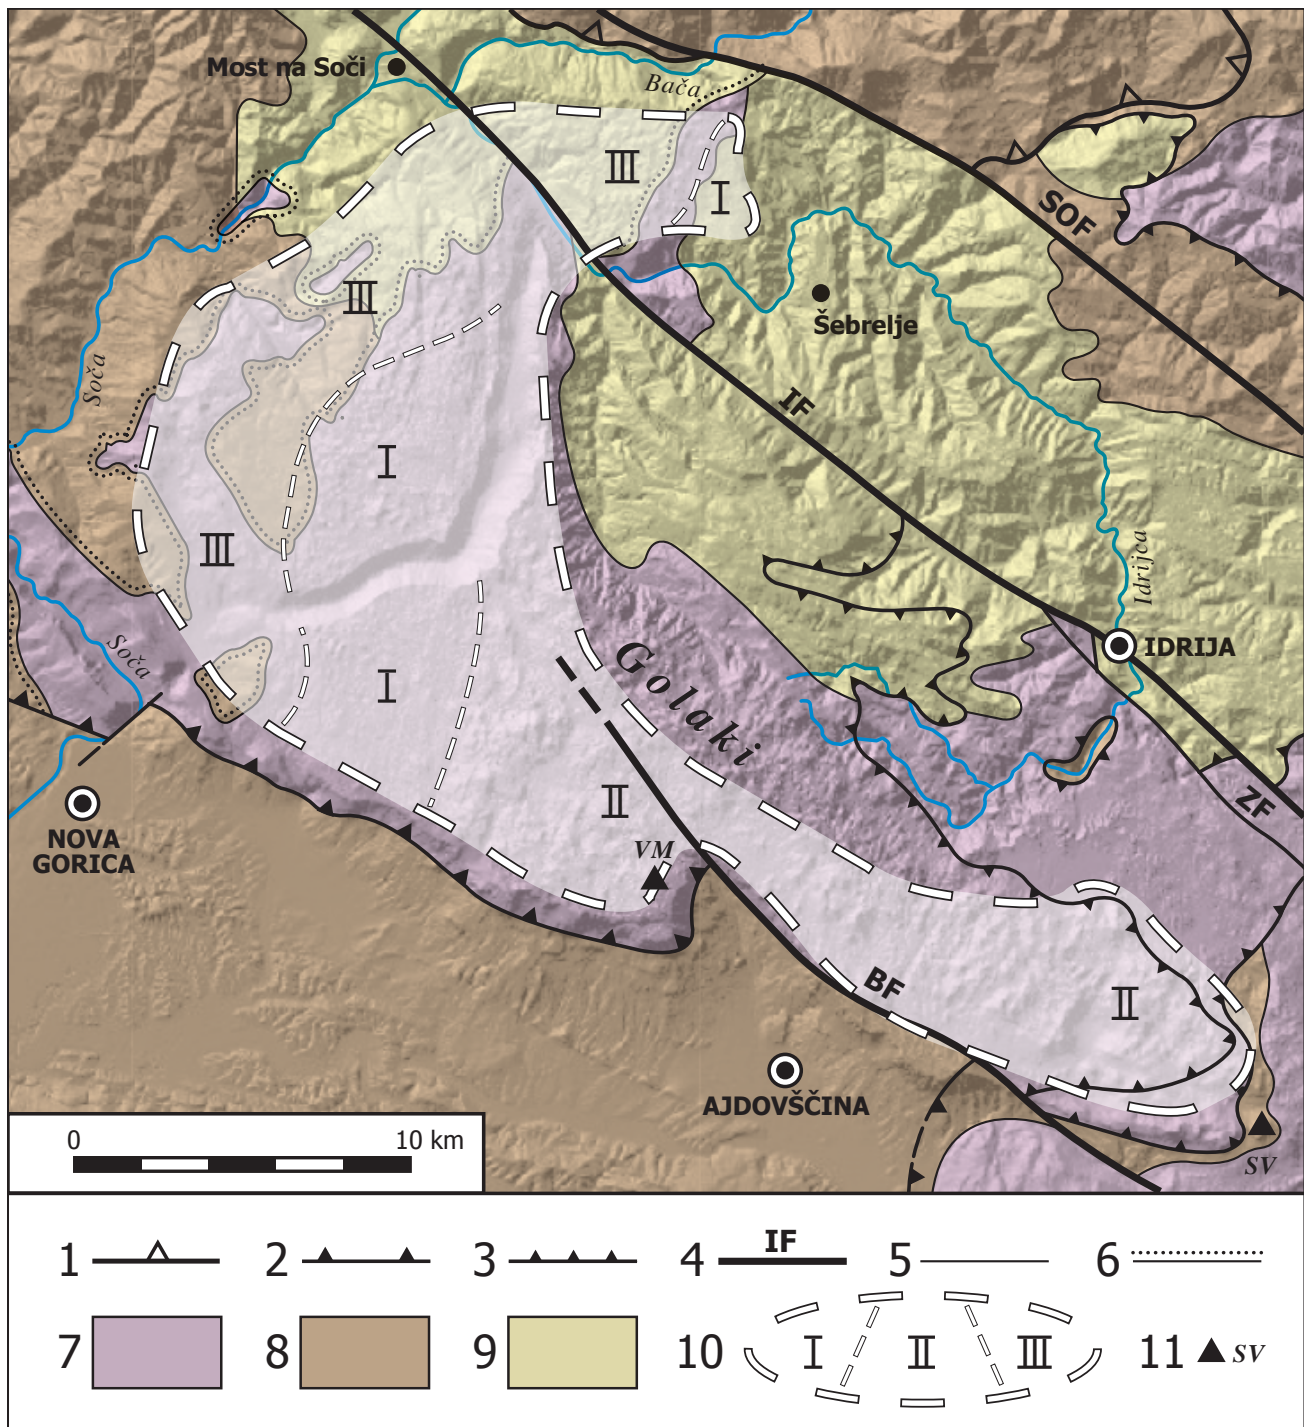 Most na Soči
Bača
III
I
SOF
III
Šebrelje
Soča
IF
I
III
Idrijca
IDRIJA
Soča
Golaki
I
ZF
II
NOVA
GORICA
VM
BF
II
AJDOVŠČINA
SV
0 10 km
1 2 3 4 IF 5 6
7 8 9 10 I II III 11 SV